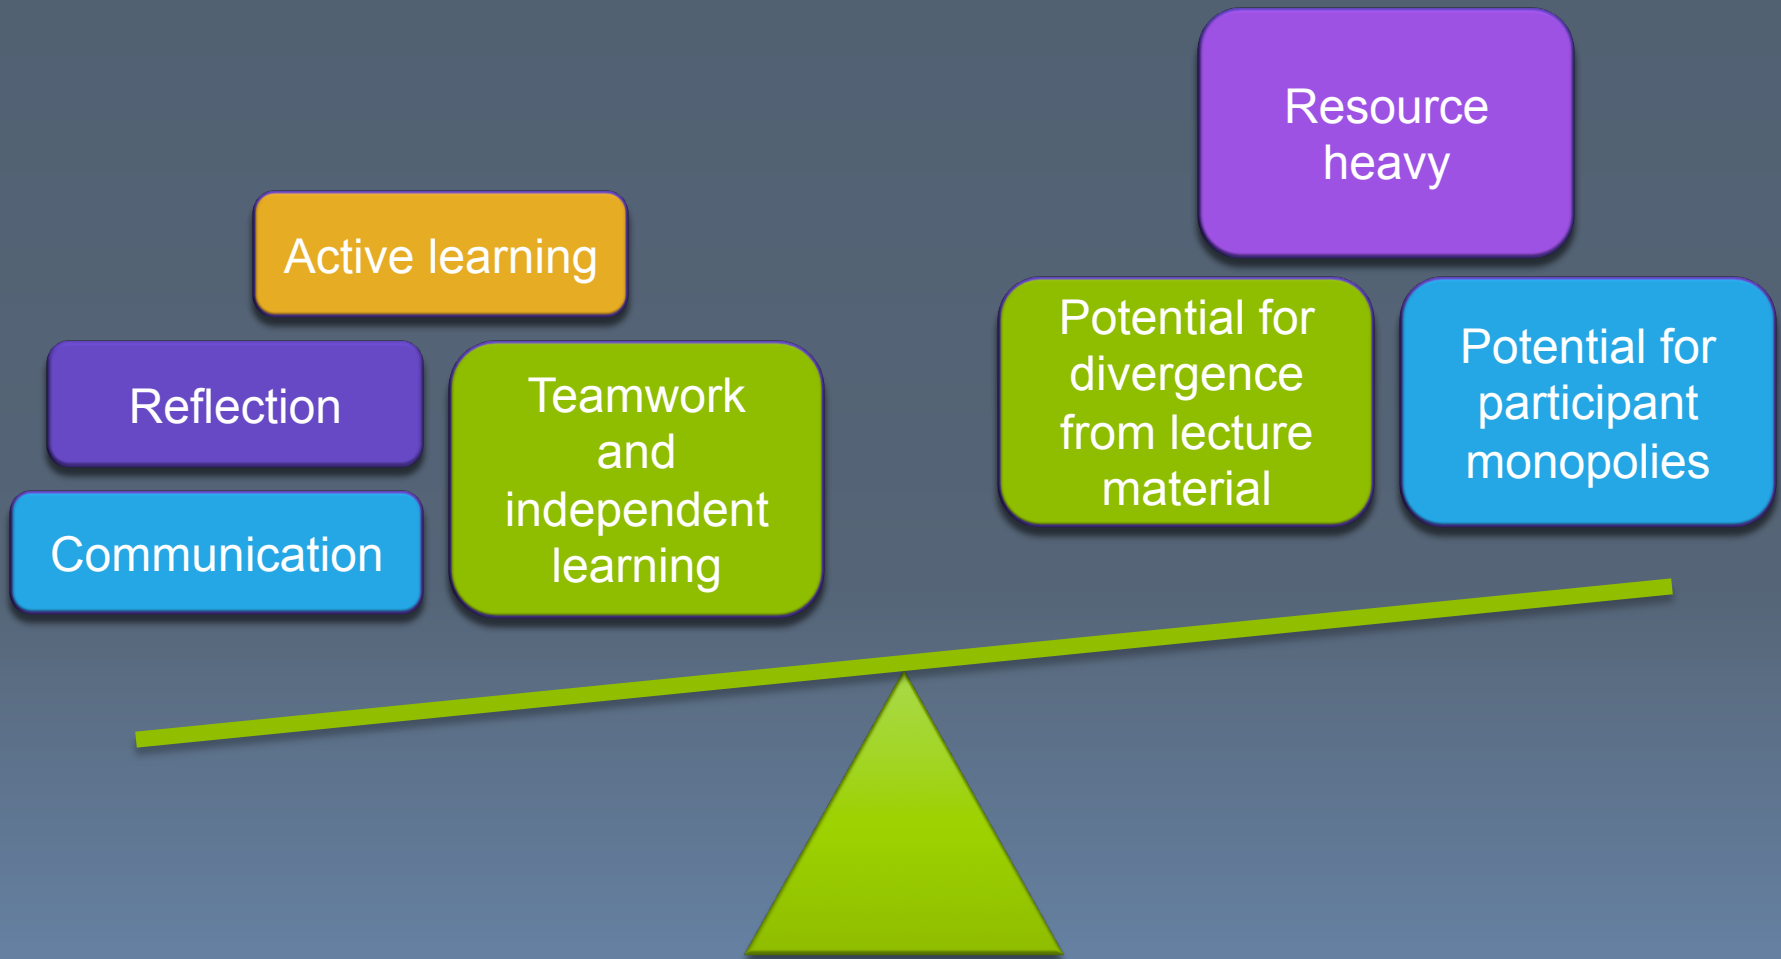 Active learning
Reflection
Communication
Teamwork
and
independent
learning
Resource
heavy
Potential for
divergence
from lecture
material
Potential for
participant
monopolies